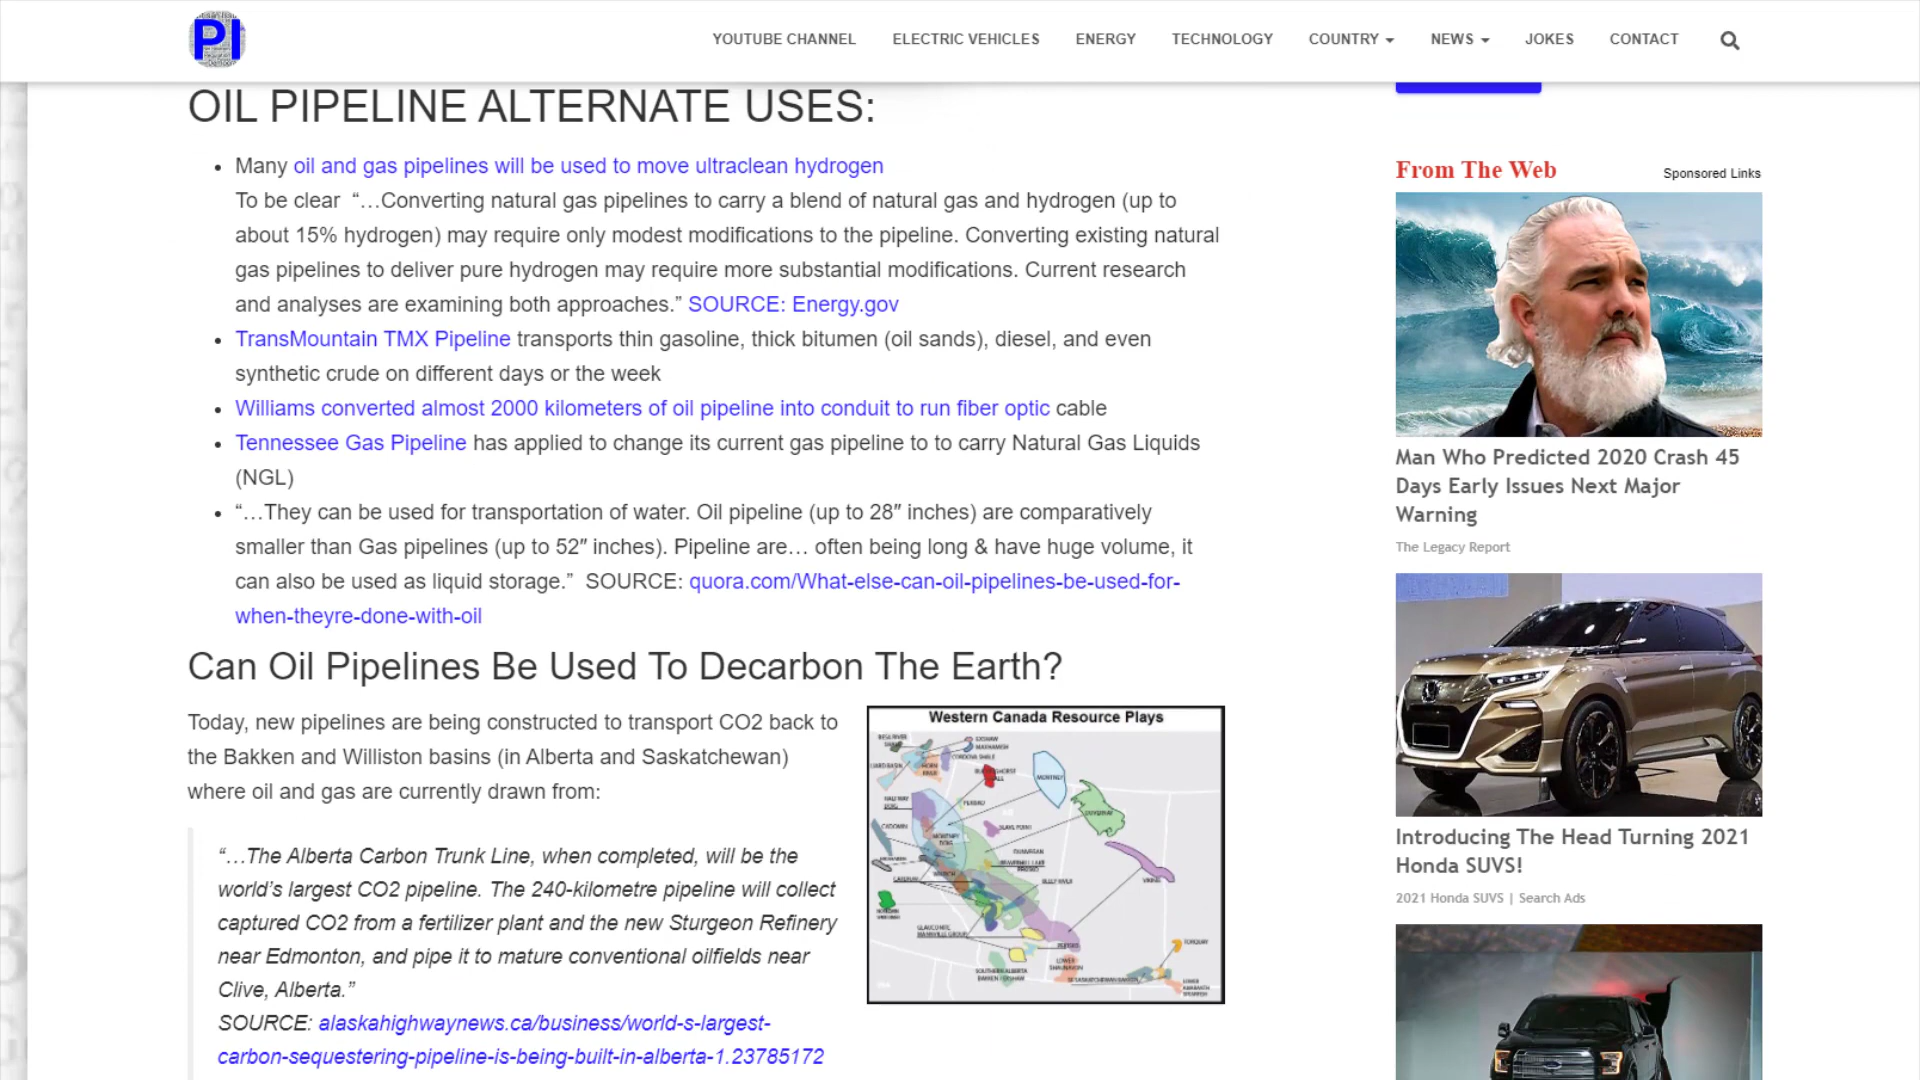 PI
YOUTUBE CHANNEL
ELECTRIC VEHICLES
ENERGY
TECHNOLOGY
COUNTRY
NEWS
JOKES
CONTACT
OIL PIPELINE ALTERNATE USES:
Many oil and gas pipelines will be used to move ultraclean hydrogen
To be clear “…Converting natural gas pipelines to carry a blend of natural gas and hydrogen (up to
about 15% hydrogen) may require only modest modifications to the pipeline. Converting existing natural
gas pipelines to deliver pure hydrogen may require more substantial modifications. Current research
and analyses are examining both approaches.” SOURCE: Energy.gov
TransMountain TMX Pipeline transports thin gasoline, thick bitumen (oil sands), diesel, and even
synthetic crude on different days or the week
Williams converted almost 2000 kilometers of oil pipeline into conduit to run fiber optic cable
Tennessee Gas Pipeline has applied to change its current gas pipeline to to carry Natural Gas Liquids
(NGL)
“…They can be used for transportation of water. Oil pipeline (up to 28″ inches) are comparatively
smaller than Gas pipelines (up to 52″ inches). Pipeline are… often being long & have huge volume, it
can also be used as liquid storage.” SOURCE: quora.com/What-else-can-oil-pipelines-be-used-for-
when-theyre-done-with-oil
Can Oil Pipelines Be Used To Decarbon The Earth?
Today, new pipelines are being constructed to transport CO2 back to
the Bakken and Williston basins (in Alberta and Saskatchewan)
where oil and gas are currently drawn from:
“…The Alberta Carbon Trunk Line, when completed, will be the
world’s largest CO2 pipeline. The 240-kilometre pipeline will collect
captured CO2 from a fertilizer plant and the new Sturgeon Refinery
near Edmonton, and pipe it to mature conventional oilfields near
Clive, Alberta.”
SOURCE: alaskahighwaynews.ca/business/world-s-largest-
carbon-sequestering-pipeline-is-being-built-in-alberta-1.23785172
Western Canada Resource Plays
CORDOVA SHALE
MONTNEY
DUVERNAY
SLAVE POINT
VIKING
TORQUAY
From The Web
Sponsored Links
Man Who Predicted 2020 Crash 45
Days Early Issues Next Major
Warning
The Legacy Report
Introducing The Head Turning 2021
Honda SUVS!
2021 Honda SUVS | Search Ads